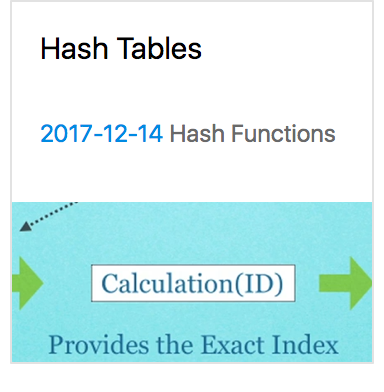 Hash Tables
2017-12-14 Hash Functions
Calculation(ID)
Provides the Exact Index